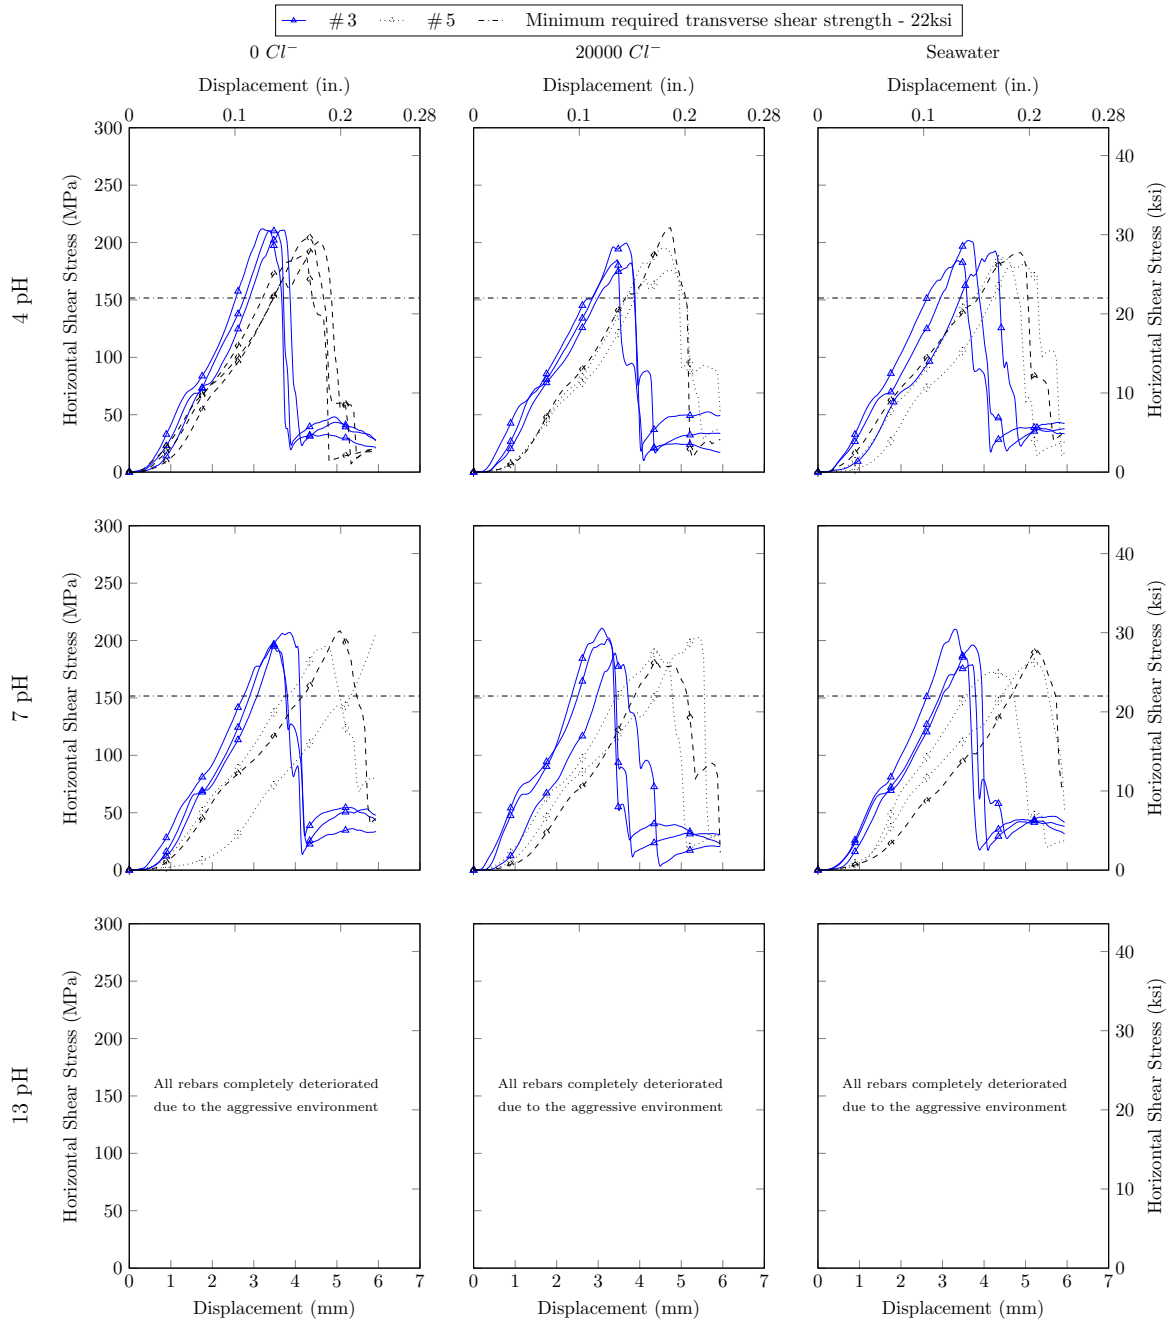 #3 #5 Minimum required transverse shear strength - 22ksi
0 Cl⁻ 20000 Cl⁻ Seawater
Displacement (in.) Displacement (in.) Displacement (in.)
0 0.1 0.2 0.28 0 0.1 0.2 0.28 0 0.1 0.2 0.28
4 pH
Horizontal Shear Stress (MPa)
300
250
200
150
100
50
0
40
30
20
10
0
Horizontal Shear Stress (ksi)
7 pH
Horizontal Shear Stress (MPa)
300
250
200
150
100
50
0
40
30
20
10
0
Horizontal Shear Stress (ksi)
13 pH
Horizontal Shear Stress (MPa)
300
250
200
150
100
50
0
All rebars completely deteriorated All rebars completely deteriorated All rebars completely deteriorated
due to the aggressive environment due to the aggressive environment due to the aggressive environment
40
30
20
10
0
Horizontal Shear Stress (ksi)
0 1 2 3 4 5 6 7 0 1 2 3 4 5 6 7 0 1 2 3 4 5 6 7
Displacement (mm) Displacement (mm) Displacement (mm)